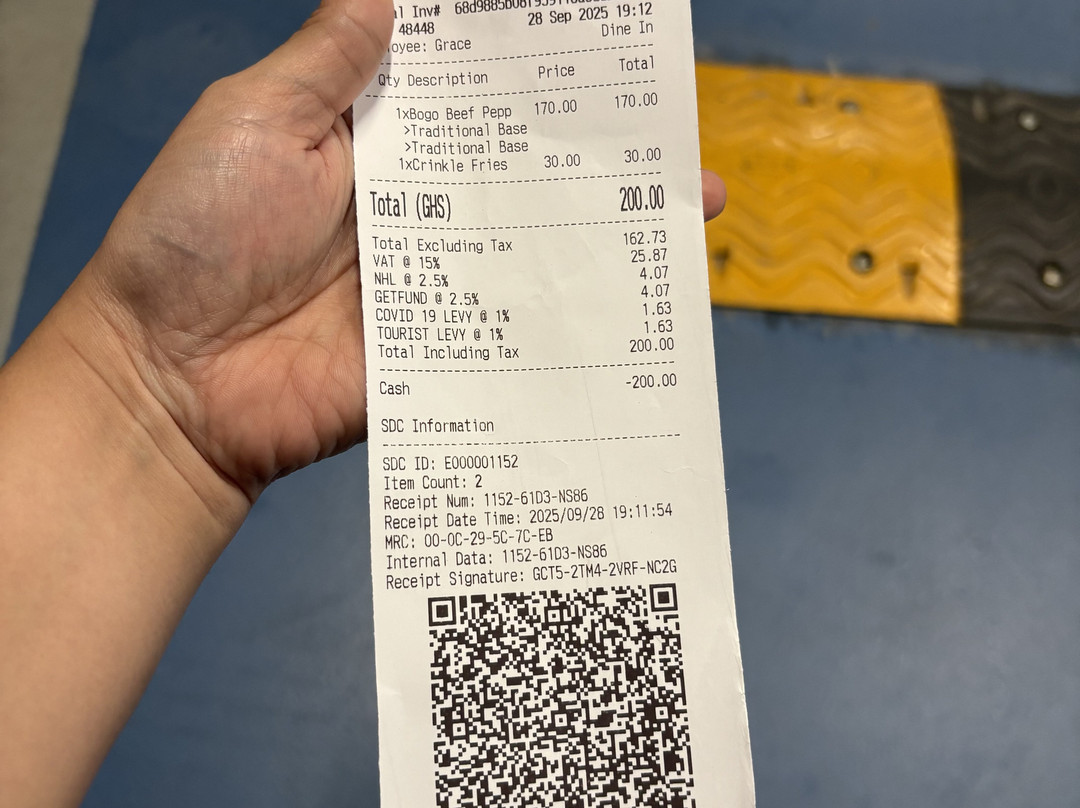 Inv#
28 Sep 2025 19:12
48448
Dine In
oyee: Grace
Qty Description Price Total
1xBogo Beef Pepp 170.00 170.00
>Traditional Base
>Traditional Base
1xCrinkle Fries 30.00 30.00
Total (GHS) 200.00
Total Excluding Tax 162.73
VAT @ 15% 25.87
NHL @ 2.5% 4.07
GETFUND @ 2.5% 4.07
COVID 19 LEVY @ 1% 1.63
TOURIST LEVY @ 1% 1.63
Total Including Tax 200.00
Cash -200.00
SDC Information
SDC ID: E000001152
Item Count: 2
Receipt Num: 1152-61D3-NS86
Receipt Date Time: 2025/09/28 19:11:54
MRC: 00-0C-29-5C-7C-EB
Internal Data: 1152-61D3-NS86
Receipt Signature: GCT5-2TM4-2VRF-NC2G